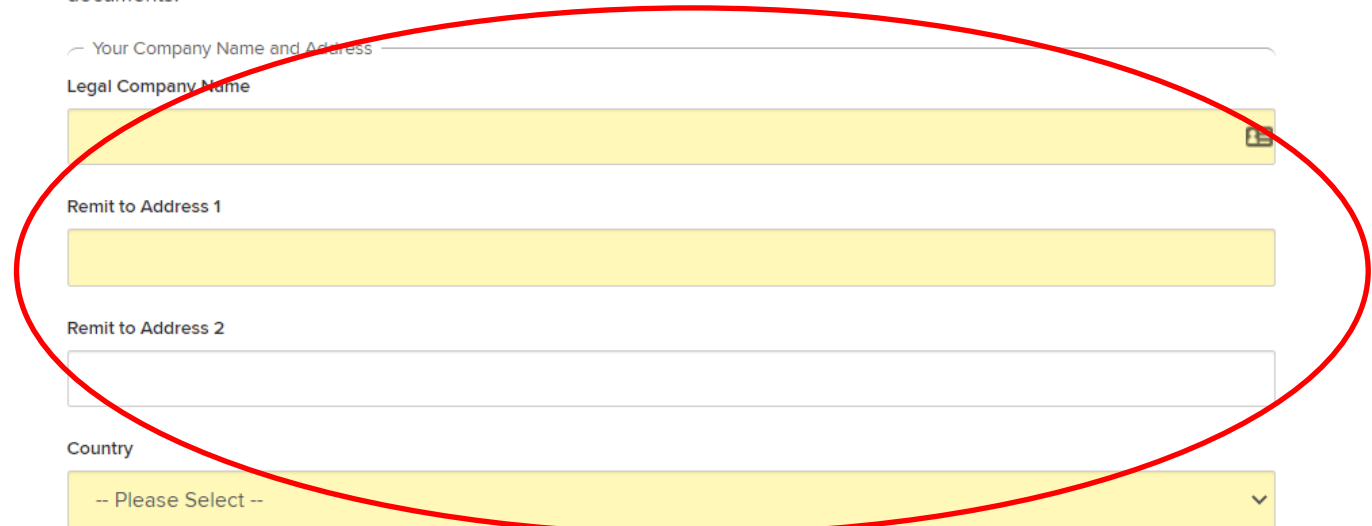 documents.
Your Company Name and Address
Legal Company Name
Remit to Address 1
Remit to Address 2
Country
-- Please Select --